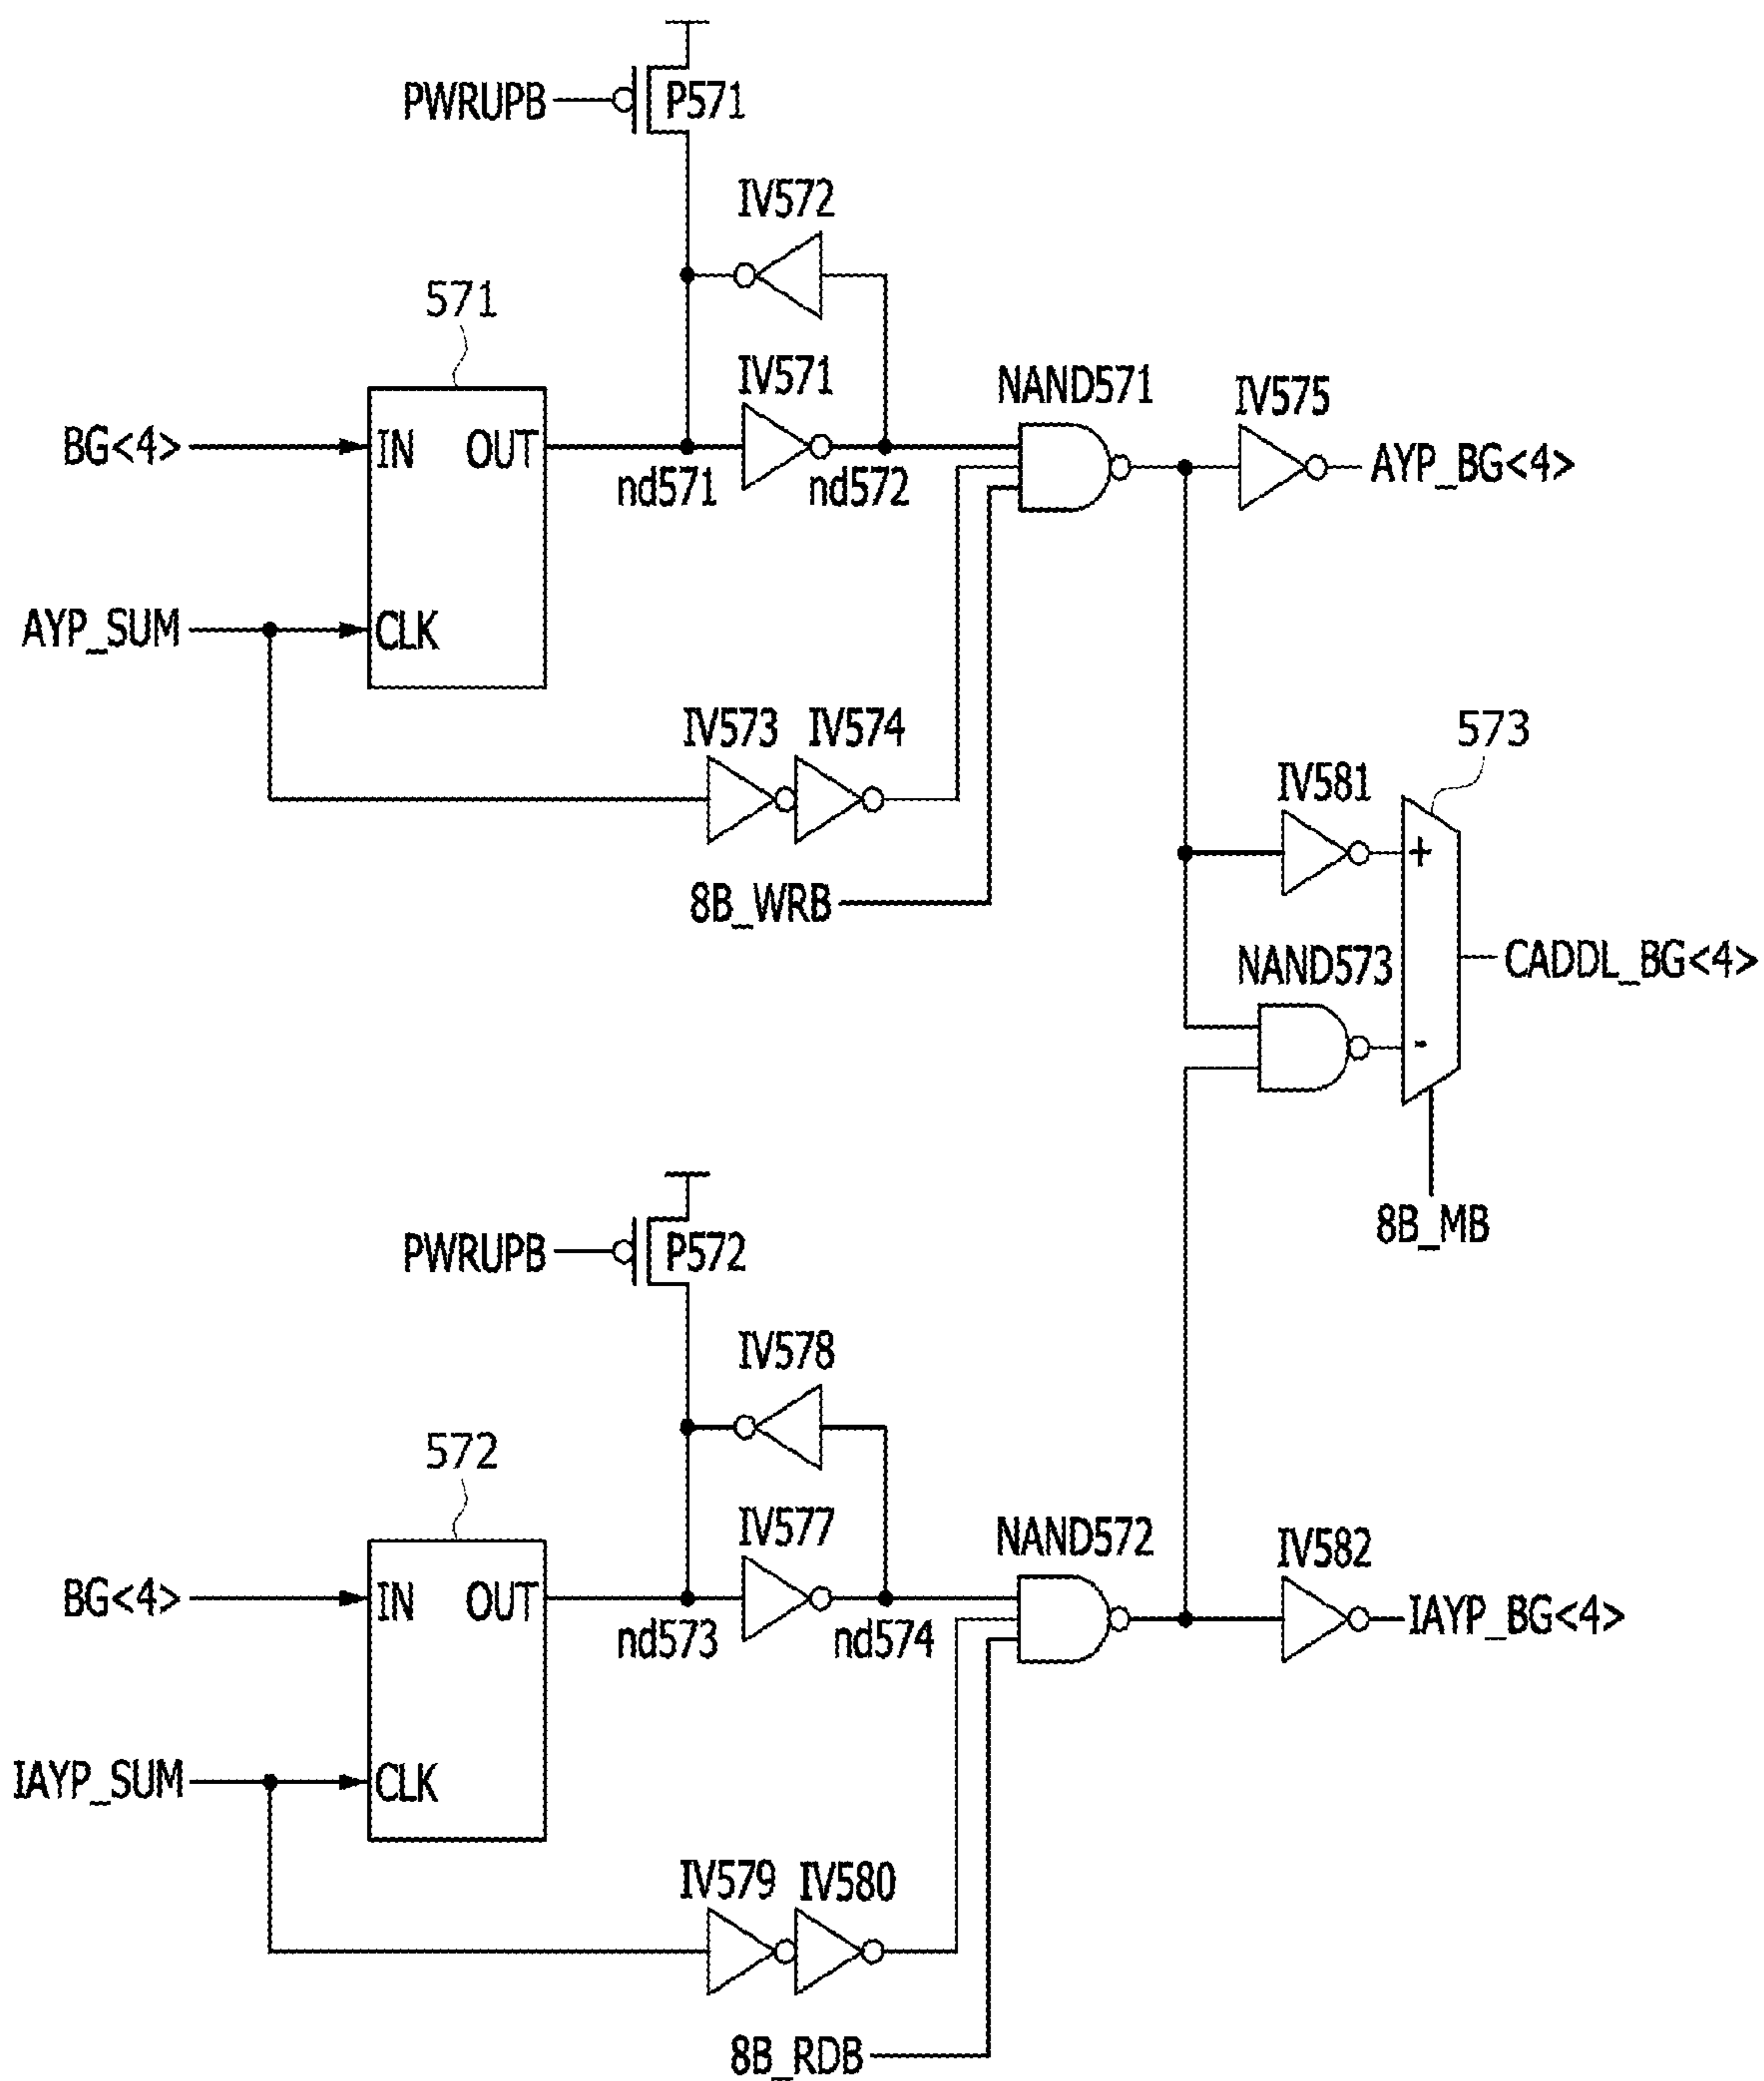 PWRUPB
P571
IV572
571
IV571
NAND571
IV575
BG<4>
IN
OUT
nd571
nd572
AYP_BG<4>
AYP_SUM
CLK
IV573
IV574
573
IV581
+
8B_WRB
NAND573
CADDL_BG<4>
-
8B_MB
PWRUPB
P572
IV578
572
IV577
NAND572
IV582
BG<4>
IN
OUT
nd573
nd574
IAYP_BG<4>
IAYP_SUM
CLK
IV579
IV580
8B_RDB